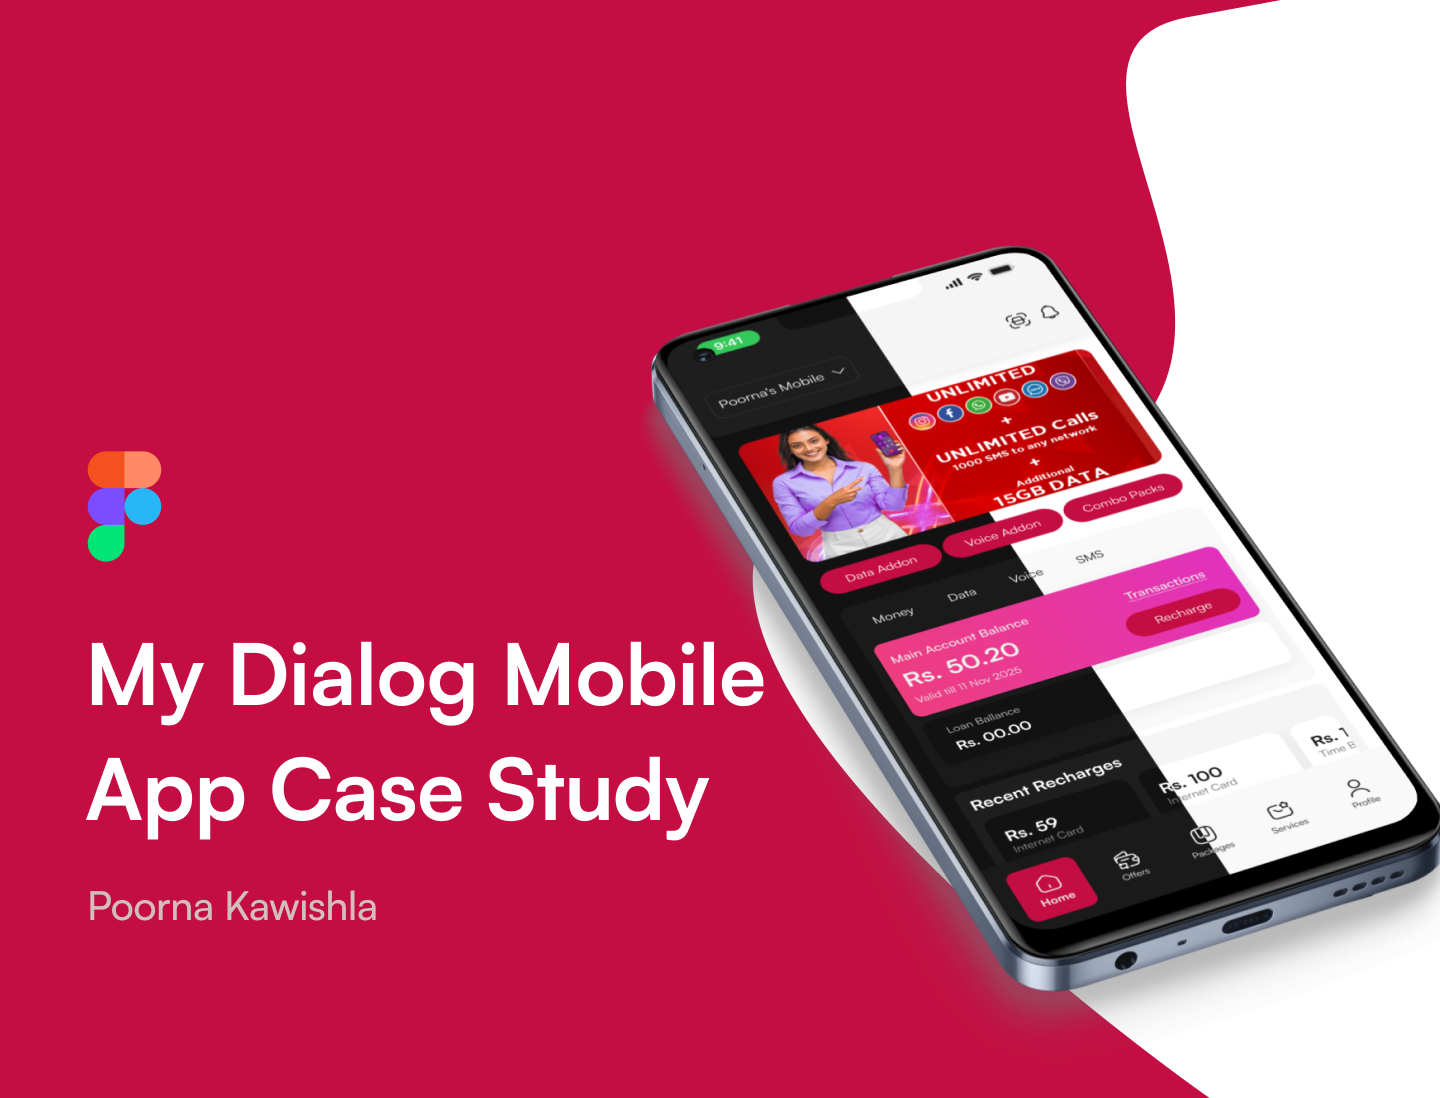 My Dialog Mobile
App Case Study
Poorna Kawishla
9:41
Poorna's Mobile
UNLIMITED
+
UNLIMITED Calls
1000 SMS to any network
+
Additional
15GB DATA
Data Addon
Voice Addon
Combo Packs
Money
Data
Voice
SMS
Main Account Balance
Transactions
Rs. 50.20
Recharge
Valid till 11 Nov 2025
Loan Ballance
Rs. 00.00
Recent Recharges
Rs. 59
Internet Card
Rs. 100
Internet Card
Rs. 1
Time B
Home
Offers
Packages
Services
Profile